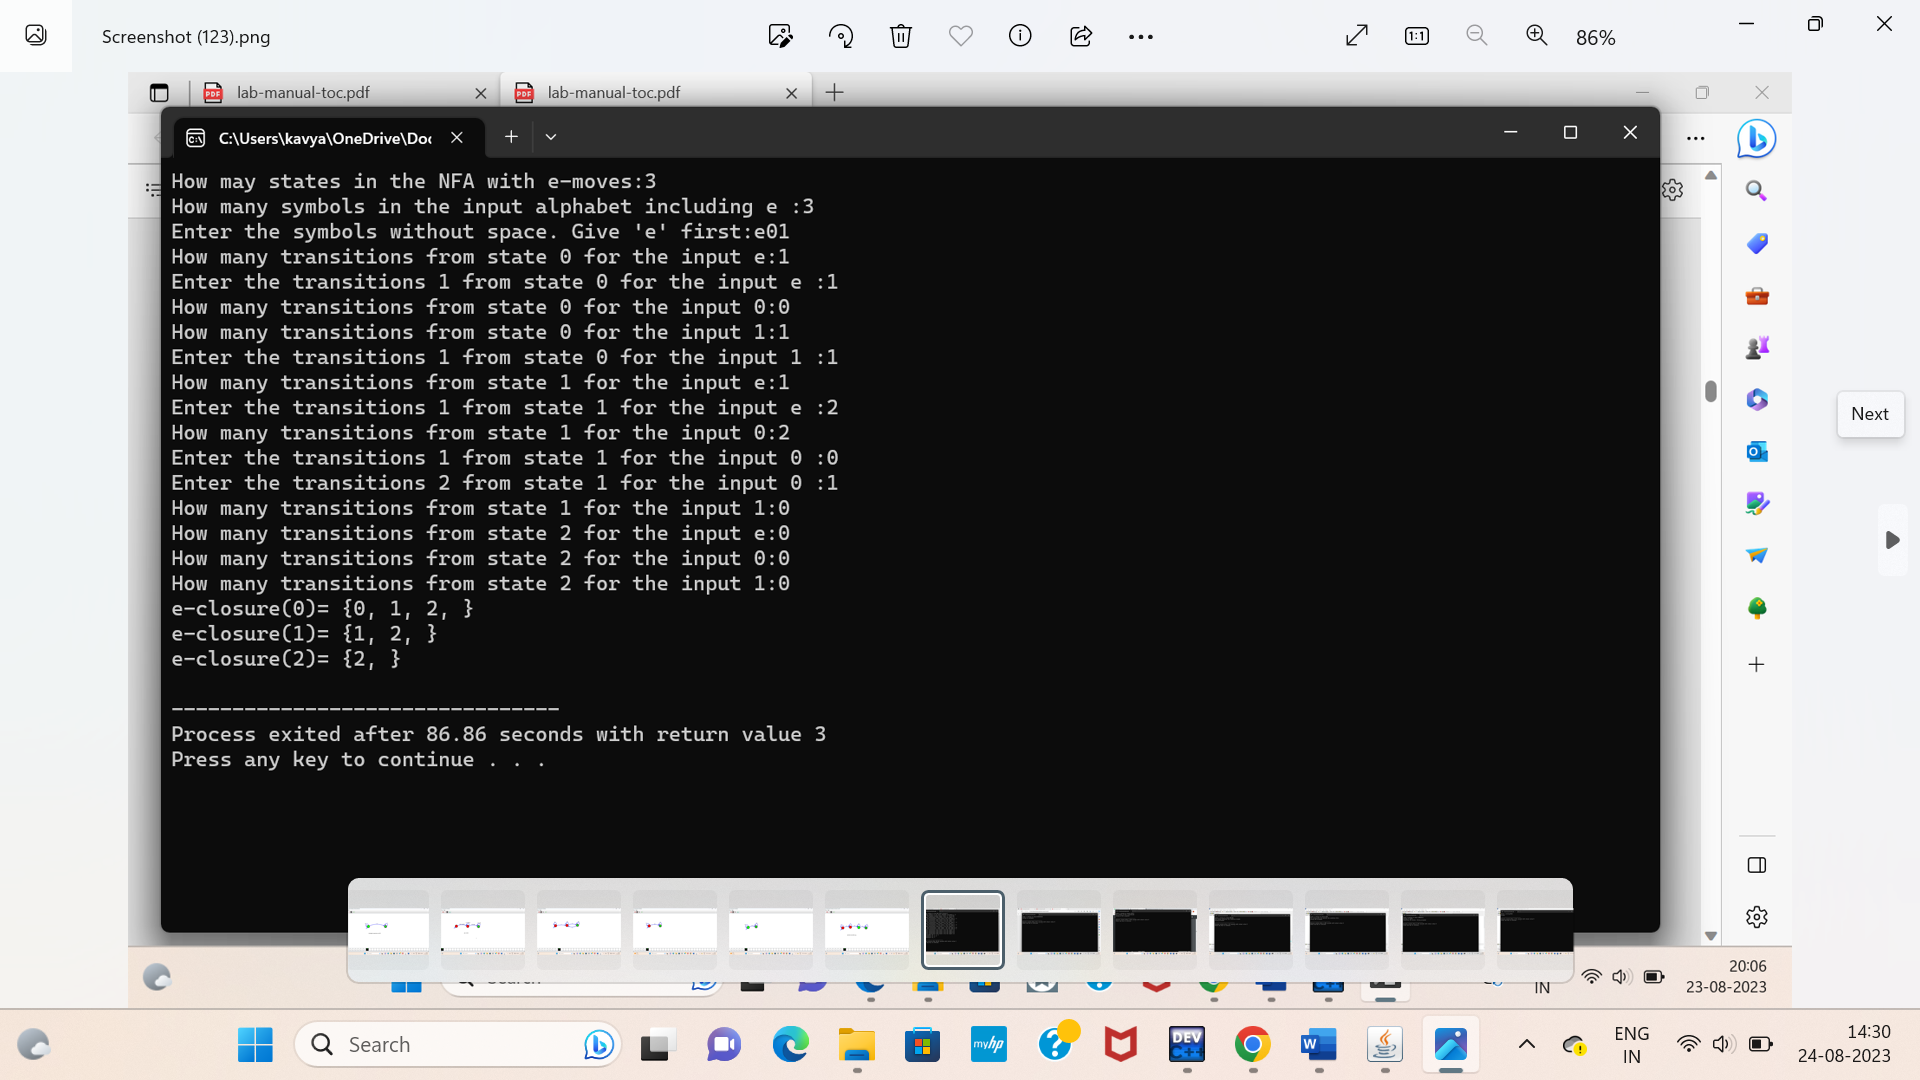 Screenshot (123).png
86%
lab-manual-toc.pdf
lab-manual-toc.pdf
C:\Users\kavya\OneDrive\Doc
How may states in the NFA with e-moves:3
How many symbols in the input alphabet including e :3
Enter the symbols without space. Give 'e' first:e01
How many transitions from state 0 for the input e:1
Enter the transitions 1 from state 0 for the input e :1
How many transitions from state 0 for the input 0:0
How many transitions from state 0 for the input 1:1
Enter the transitions 1 from state 0 for the input 1 :1
How many transitions from state 1 for the input e:1
Enter the transitions 1 from state 1 for the input e :2
How many transitions from state 1 for the input 0:2
Enter the transitions 1 from state 1 for the input 0 :0
Enter the transitions 2 from state 1 for the input 0 :1
How many transitions from state 1 for the input 1:0
How many transitions from state 2 for the input e:0
How many transitions from state 2 for the input 0:0
How many transitions from state 2 for the input 1:0
e-closure(0)= {0, 1, 2, }
e-closure(1)= {1, 2, }
e-closure(2)= {2, }
--------------------------------
Process exited after 86.86 seconds with return value 3
Press any key to continue . . .
Next
IN
20:06
23-08-2023
Search
ENG
IN
14:30
24-08-2023